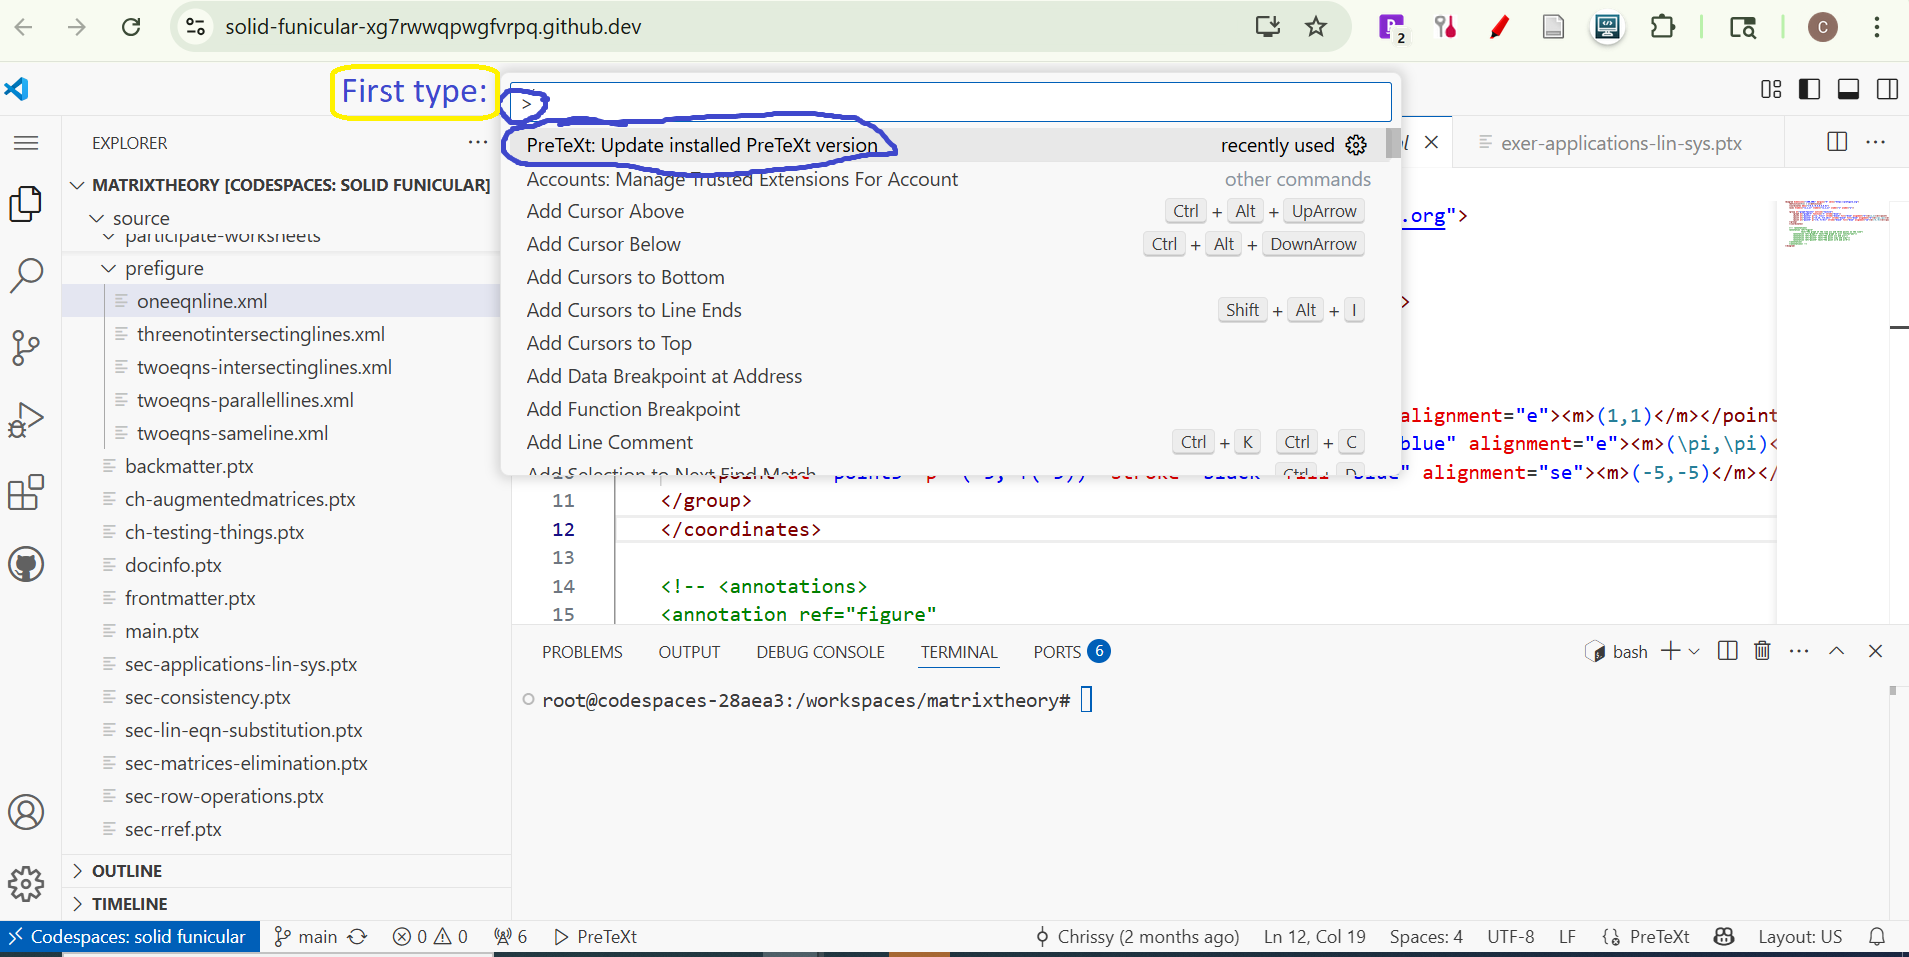 solid-funicular-xg7rwwqpwgfvrpq.github.dev
2
C
First type:
>
PreTeXt: Update installed PreTeXt version
recently used
Accounts: Manage Trusted Extensions For Account
other commands
Add Cursor Above
Ctrl + Alt + UpArrow
Add Cursor Below
Ctrl + Alt + DownArrow
Add Cursors to Bottom
Add Cursors to Line Ends
Shift + Alt + I
Add Cursors to Top
Add Data Breakpoint at Address
Add Function Breakpoint
Add Line Comment
Ctrl + K Ctrl + C
Add Selection to Next Find Match
Ctrl + D
EXPLORER
MATRIXTHEORY [CODESPACES: SOLID FUNICULAR]
source
participate-worksheets
prefigure
oneeqnline.xml
threenotintersectinglines.xml
twoeqns-intersectinglines.xml
twoeqns-parallellines.xml
twoeqns-sameline.xml
backmatter.ptx
ch-augmentedmatrices.ptx
ch-testing-things.ptx
docinfo.ptx
frontmatter.ptx
main.ptx
sec-applications-lin-sys.ptx
sec-consistency.ptx
sec-lin-eqn-substitution.ptx
sec-matrices-elimination.ptx
sec-row-operations.ptx
sec-rref.ptx
OUTLINE
TIMELINE
exer-applications-lin-sys.ptx
.org">
>
alignment="e"><m>(1,1)</m></point
blue" alignment="e"><m>(\pi,\pi)<
alignment="se"><m>(-5,-5)</m></
11 </group>
12 </coordinates>
13
14 <!-- <annotations>
15 <annotation ref="figure"
PROBLEMS OUTPUT DEBUG CONSOLE TERMINAL PORTS 6
bash
root@codespaces-28aea3:/workspaces/matrixtheory#
Codespaces: solid funicular
main
0 0
6
PreTeXt
Chrissy (2 months ago)
Ln 12, Col 19
Spaces: 4
UTF-8
LF
PreTeXt
Layout: US